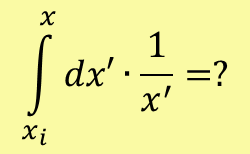 ∫_{x_i}^{x} dx′ · 1/x′ =?